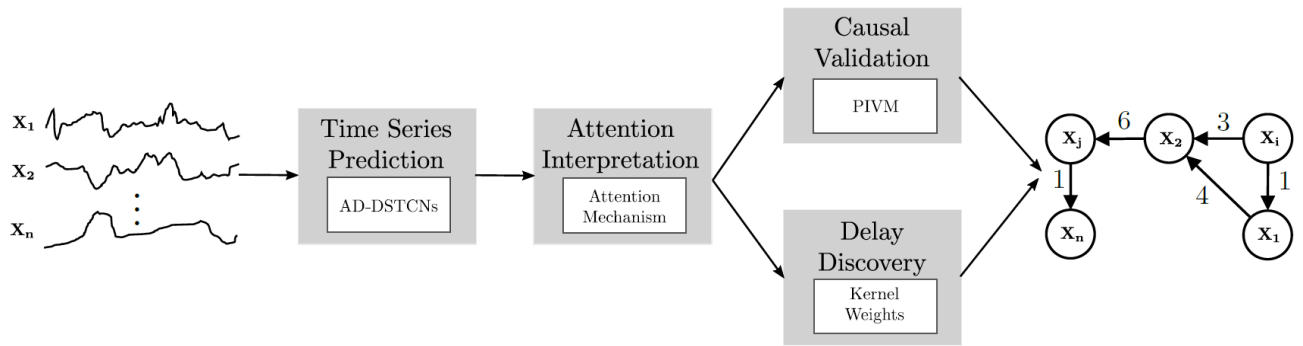 X1
X2
Xn
Time Series
Prediction
AD-DSTCNs
Attention
Interpretation
Attention
Mechanism
Causal
Validation
PIVM
Delay
Discovery
Kernel
Weights
Xj
6
X2
3
Xi
1
4
1
Xn
X1